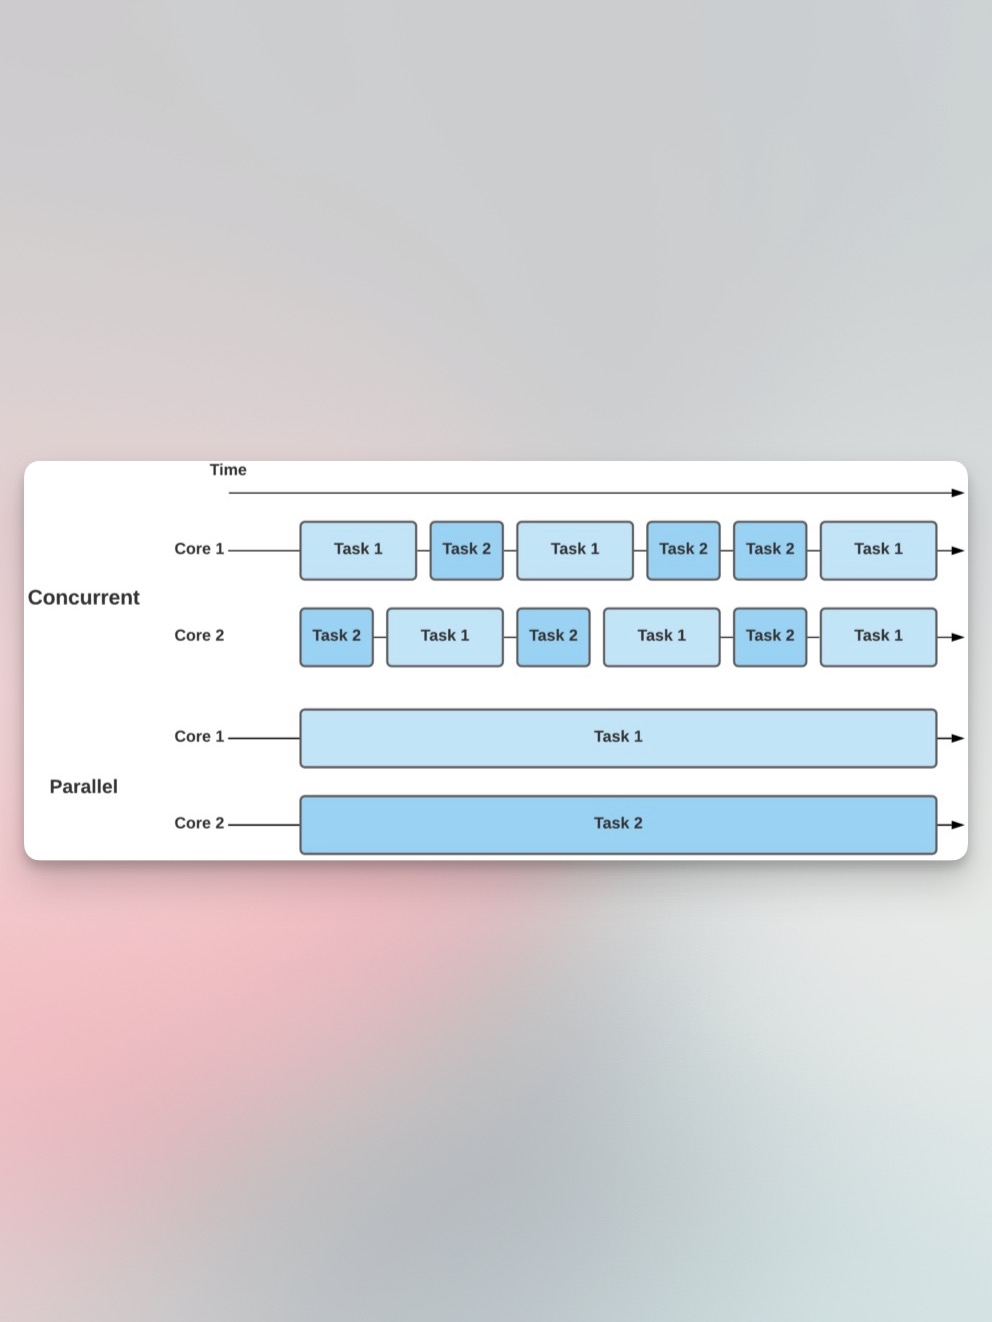 Time
Core 1 Task 1 Task 2 Task 1 Task 2 Task 2 Task 1
Concurrent
Core 2 Task 2 Task 1 Task 2 Task 1 Task 2 Task 1
Core 1 Task 1
Parallel
Core 2 Task 2